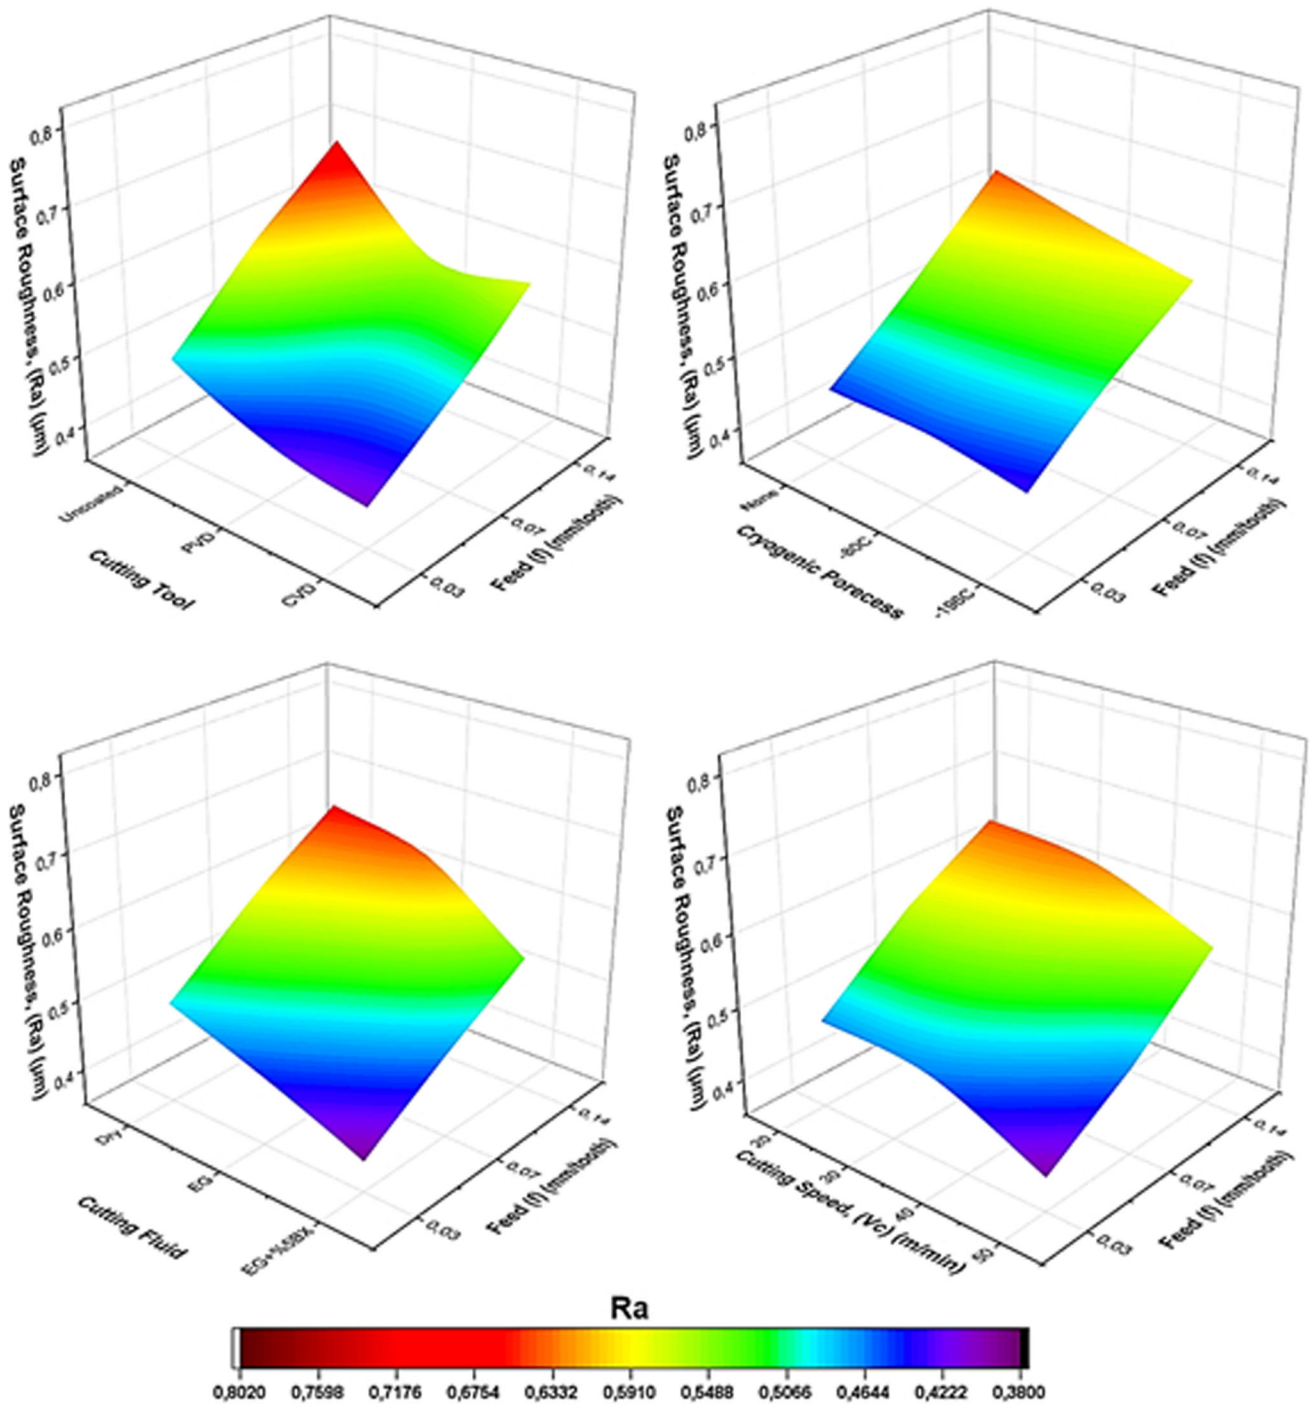 Surface Roughness, (Ra) (µm)
0,8
0,7
0,6
0,5
0,4
Uncoated
PVD
CVD
Cutting Tool
0,03
0,07
0,14
Feed (f) (mm/tooth)
Surface Roughness, (Ra) (µm)
0,8
0,7
0,6
0,5
0,4
None
-80C
-196C
Cryogenic Porecess
0,03
0,07
0,14
Feed (f) (mm/tooth)
Surface Roughness, (Ra) (µm)
0,8
0,7
0,6
0,5
0,4
Dry
EG
EG+%5BX
Cutting Fluid
0,03
0,07
0,14
Feed (f) (mm/tooth)
Surface Roughness, (Ra) (µm)
0,8
0,7
0,6
0,5
0,4
20
30
40
50
Cutting Speed, (Vc) (m/min)
0,03
0,07
0,14
Feed (f) (mm/tooth)
Ra
0,8020 0,7598 0,7176 0,6754 0,6332 0,5910 0,5488 0,5066 0,4644 0,4222 0,3800